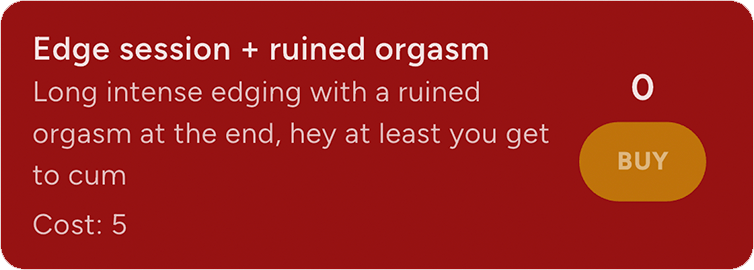 Edge session + ruined orgasm
Long intense edging with a ruined
orgasm at the end, hey at least you get
to cum
Cost: 5
0
BUY